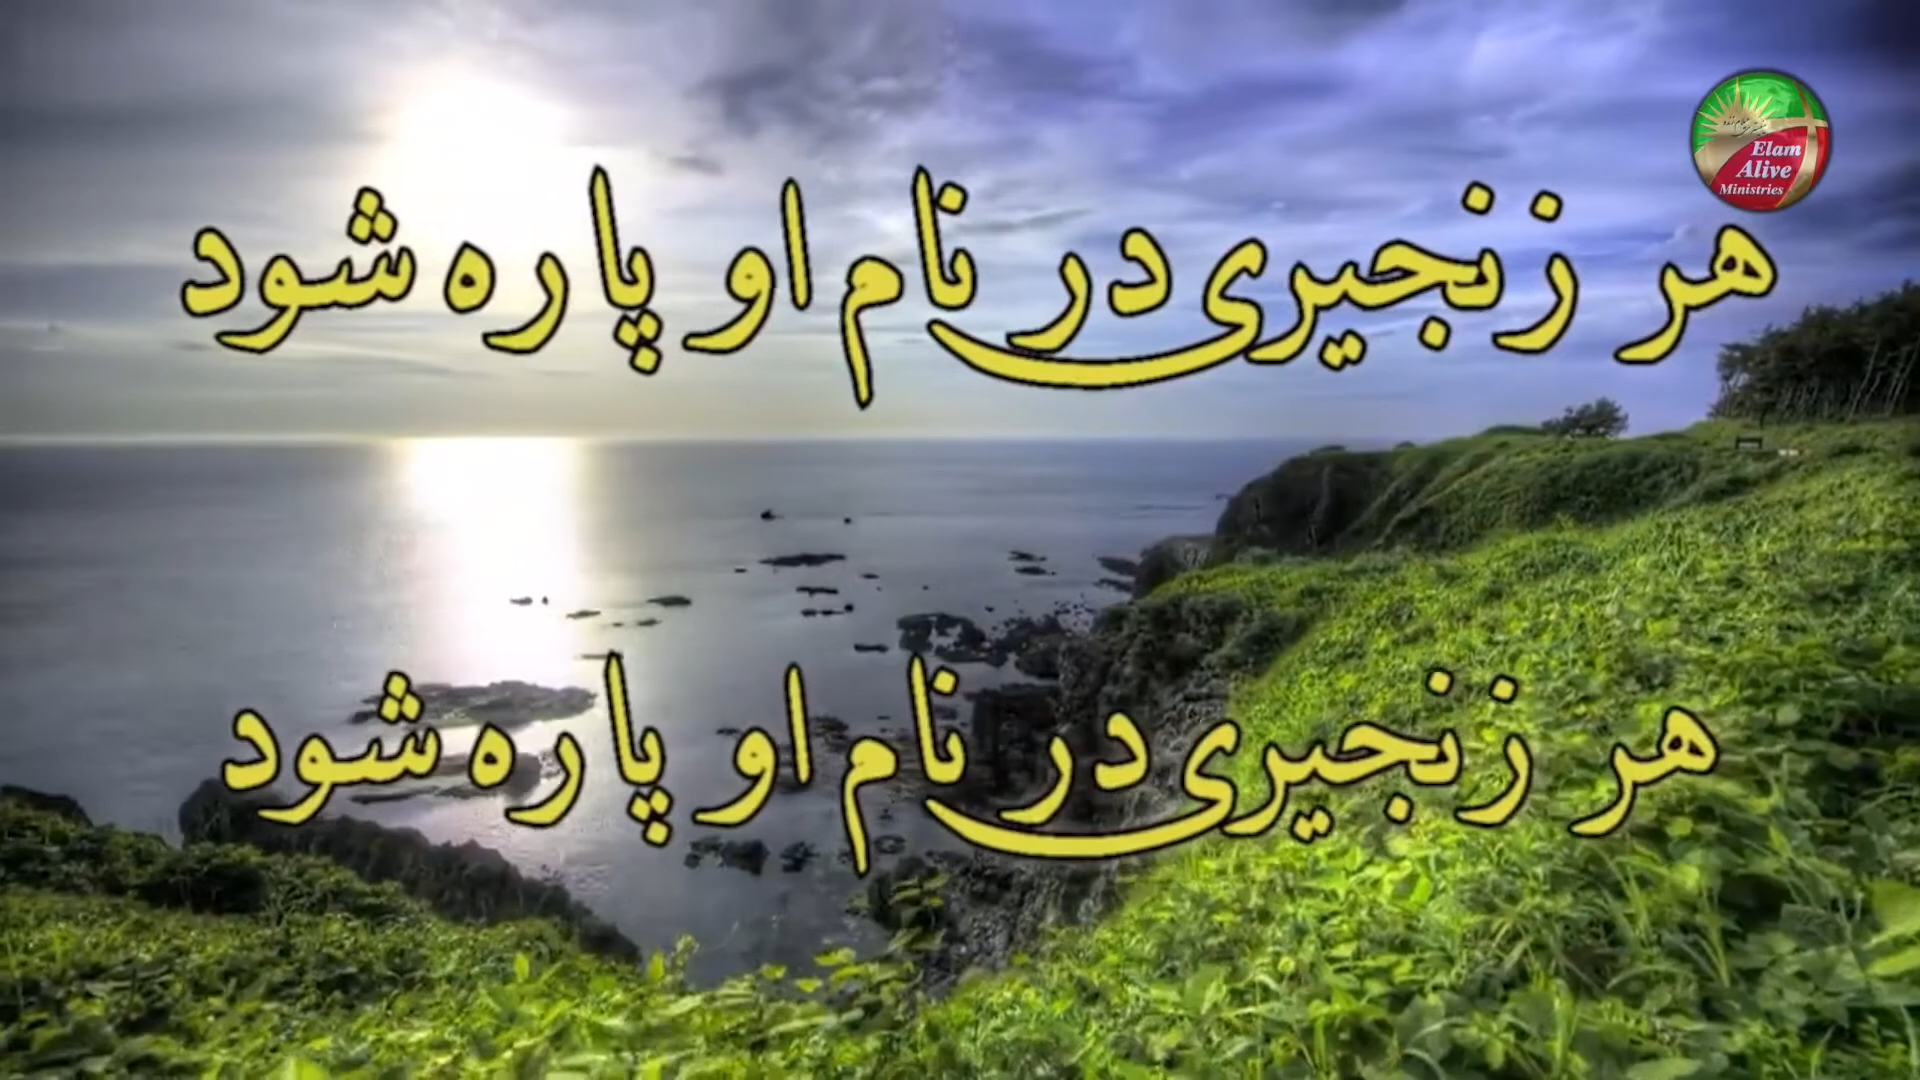 هر زنجیری در نام او پاره شود
هر زنجیری در نام او پاره شود
Elam
Alive
Ministries